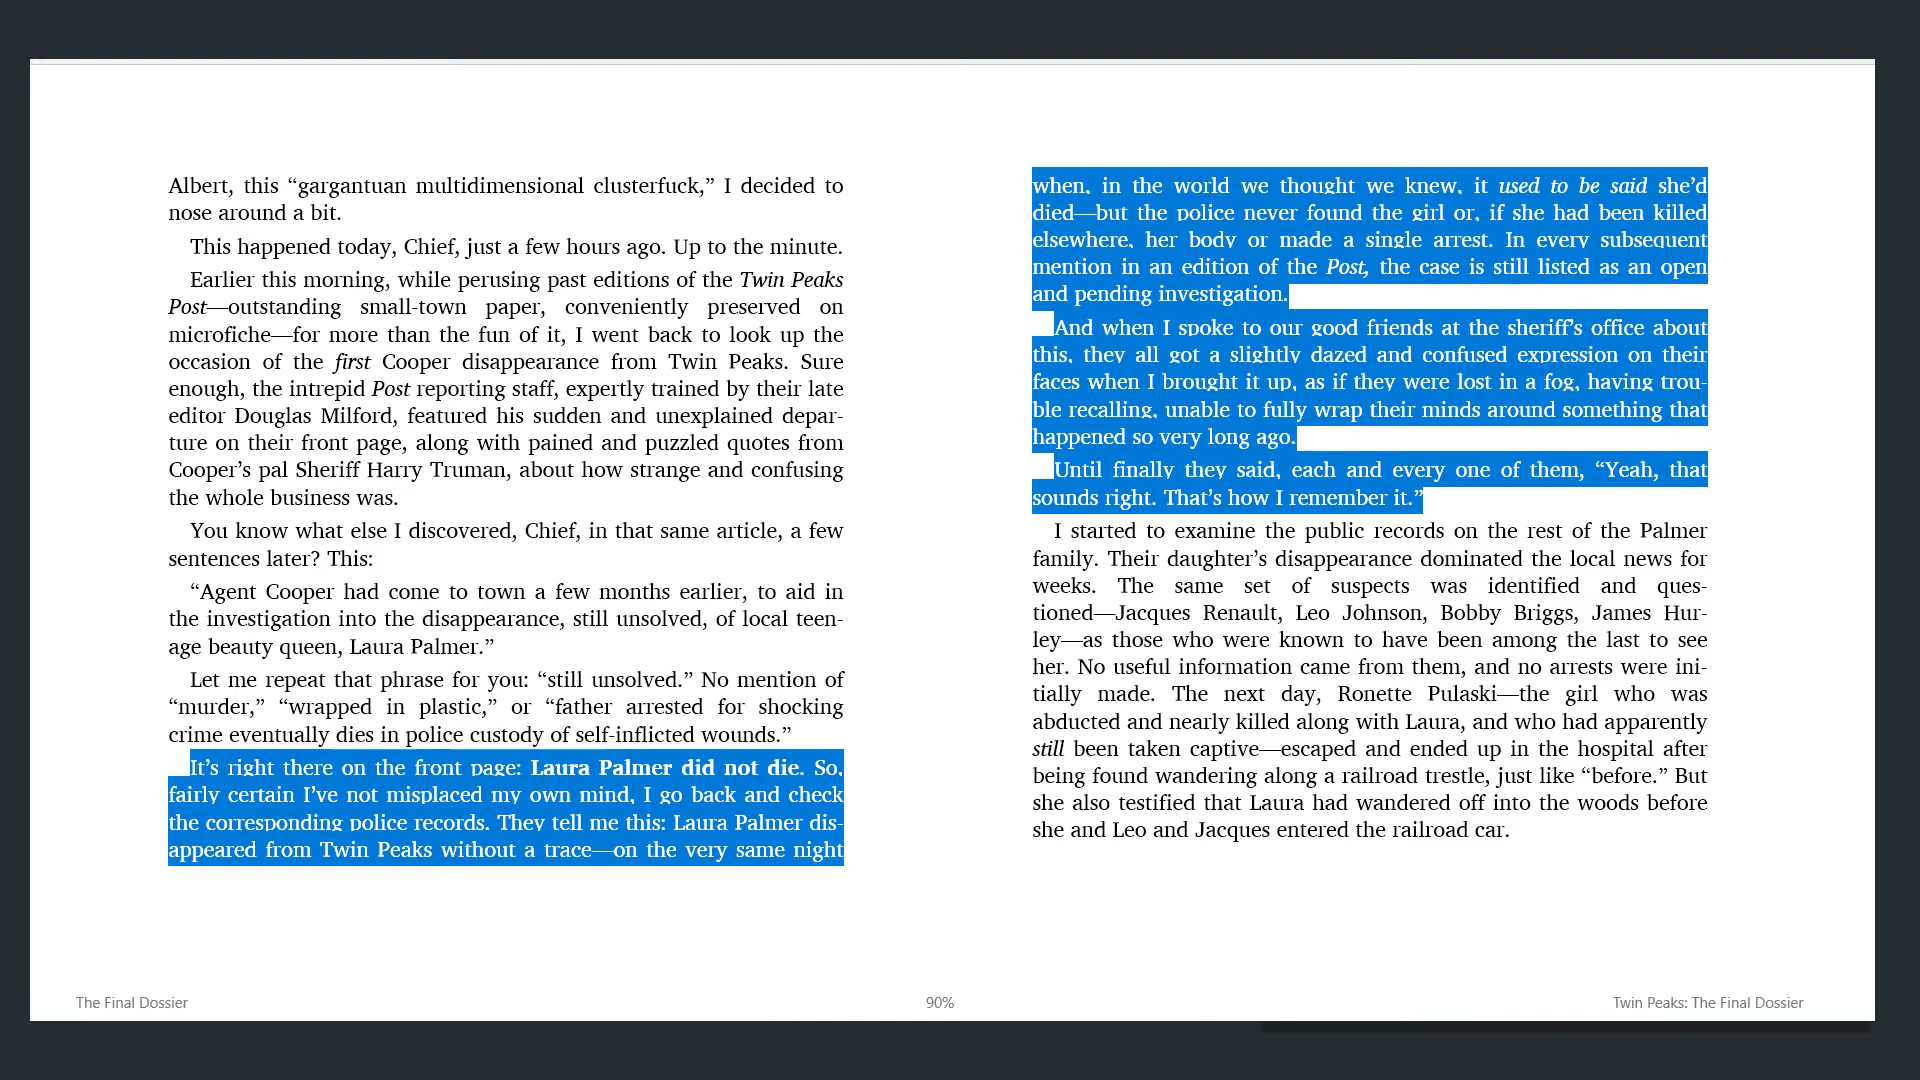 Albert, this “gargantuan multidimensional clusterfuck,” I decided to
nose around a bit.
This happened today, Chief, just a few hours ago. Up to the minute.
Earlier this morning, while perusing past editions of the Twin Peaks
Post—outstanding small-town paper, conveniently preserved on
microfiche—for more than the fun of it, I went back to look up the
occasion of the first Cooper disappearance from Twin Peaks. Sure
enough, the intrepid Post reporting staff, expertly trained by their late
editor Douglas Milford, featured his sudden and unexplained depar-
ture on their front page, along with pained and puzzled quotes from
Cooper’s pal Sheriff Harry Truman, about how strange and confusing
the whole business was.
You know what else I discovered, Chief, in that same article, a few
sentences later? This:
“Agent Cooper had come to town a few months earlier, to aid in
the investigation into the disappearance, still unsolved, of local teen-
age beauty queen, Laura Palmer.”
Let me repeat that phrase for you: “still unsolved.” No mention of
“murder,” “wrapped in plastic,” or “father arrested for shocking
crime eventually dies in police custody of self-inflicted wounds.”
It’s right there on the front page: Laura Palmer did not die. So,
fairly certain I’ve not misplaced my own mind, I go back and check
the corresponding police records. They tell me this: Laura Palmer dis-
appeared from Twin Peaks without a trace—on the very same night
when, in the world we thought we knew, it used to be said she’d
died—but the police never found the girl or, if she had been killed
elsewhere, her body or made a single arrest. In every subsequent
mention in an edition of the Post, the case is still listed as an open
and pending investigation.
And when I spoke to our good friends at the sheriff’s office about
this, they all got a slightly dazed and confused expression on their
faces when I brought it up, as if they were lost in a fog, having trou-
ble recalling, unable to fully wrap their minds around something that
happened so very long ago.
Until finally they said, each and every one of them, “Yeah, that
sounds right. That’s how I remember it.”
I started to examine the public records on the rest of the Palmer
family. Their daughter’s disappearance dominated the local news for
weeks. The same set of suspects was identified and ques-
tioned—Jacques Renault, Leo Johnson, Bobby Briggs, James Hur-
ley—as those who were known to have been among the last to see
her. No useful information came from them, and no arrests were ini-
tially made. The next day, Ronette Pulaski—the girl who was
abducted and nearly killed along with Laura, and who had apparently
still been taken captive—escaped and ended up in the hospital after
being found wandering along a railroad trestle, just like “before.” But
she also testified that Laura had wandered off into the woods before
she and Leo and Jacques entered the railroad car.
The Final Dossier
90%
Twin Peaks: The Final Dossier